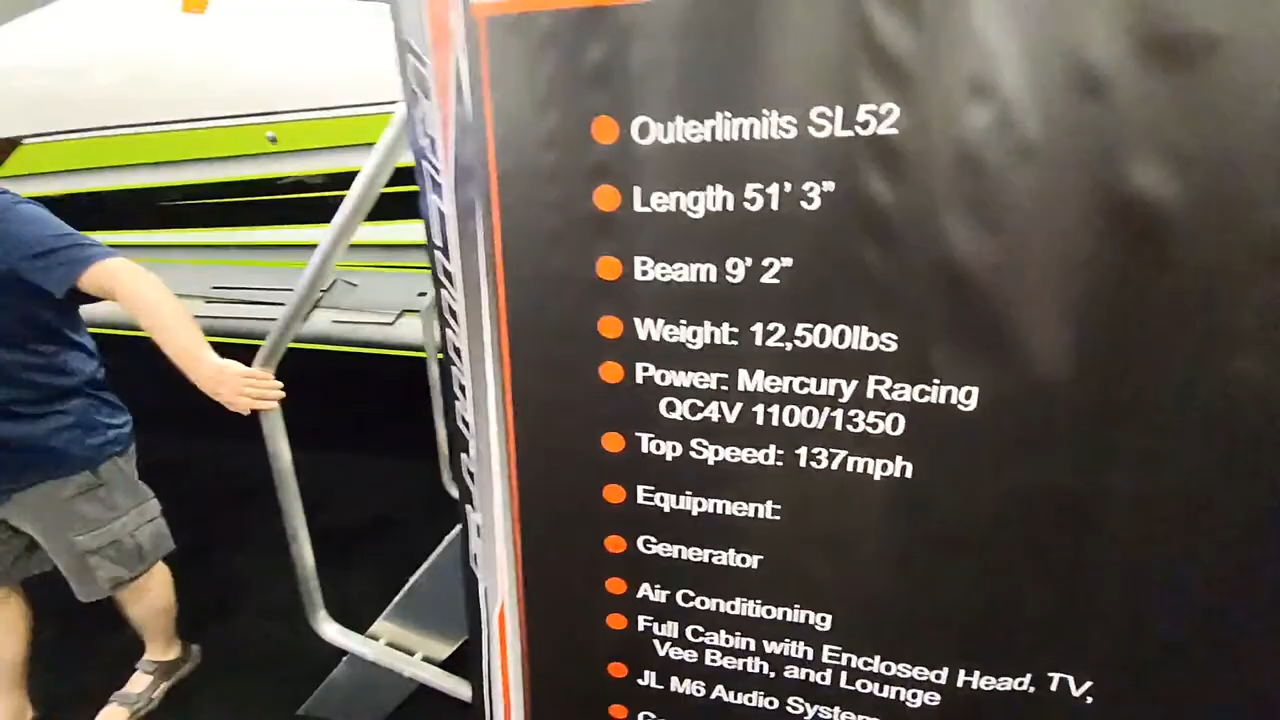 Outerlimits SL52
Length 51' 3"
Beam 9' 2"
Weight: 12,500lbs
Power: Mercury Racing
QC4V 1100/1350
Top Speed: 137mph
Equipment:
Generator
Air Conditioning
Full Cabin with Enclosed Head, TV,
Vee Berth, and Lounge
JL M6 Audio System